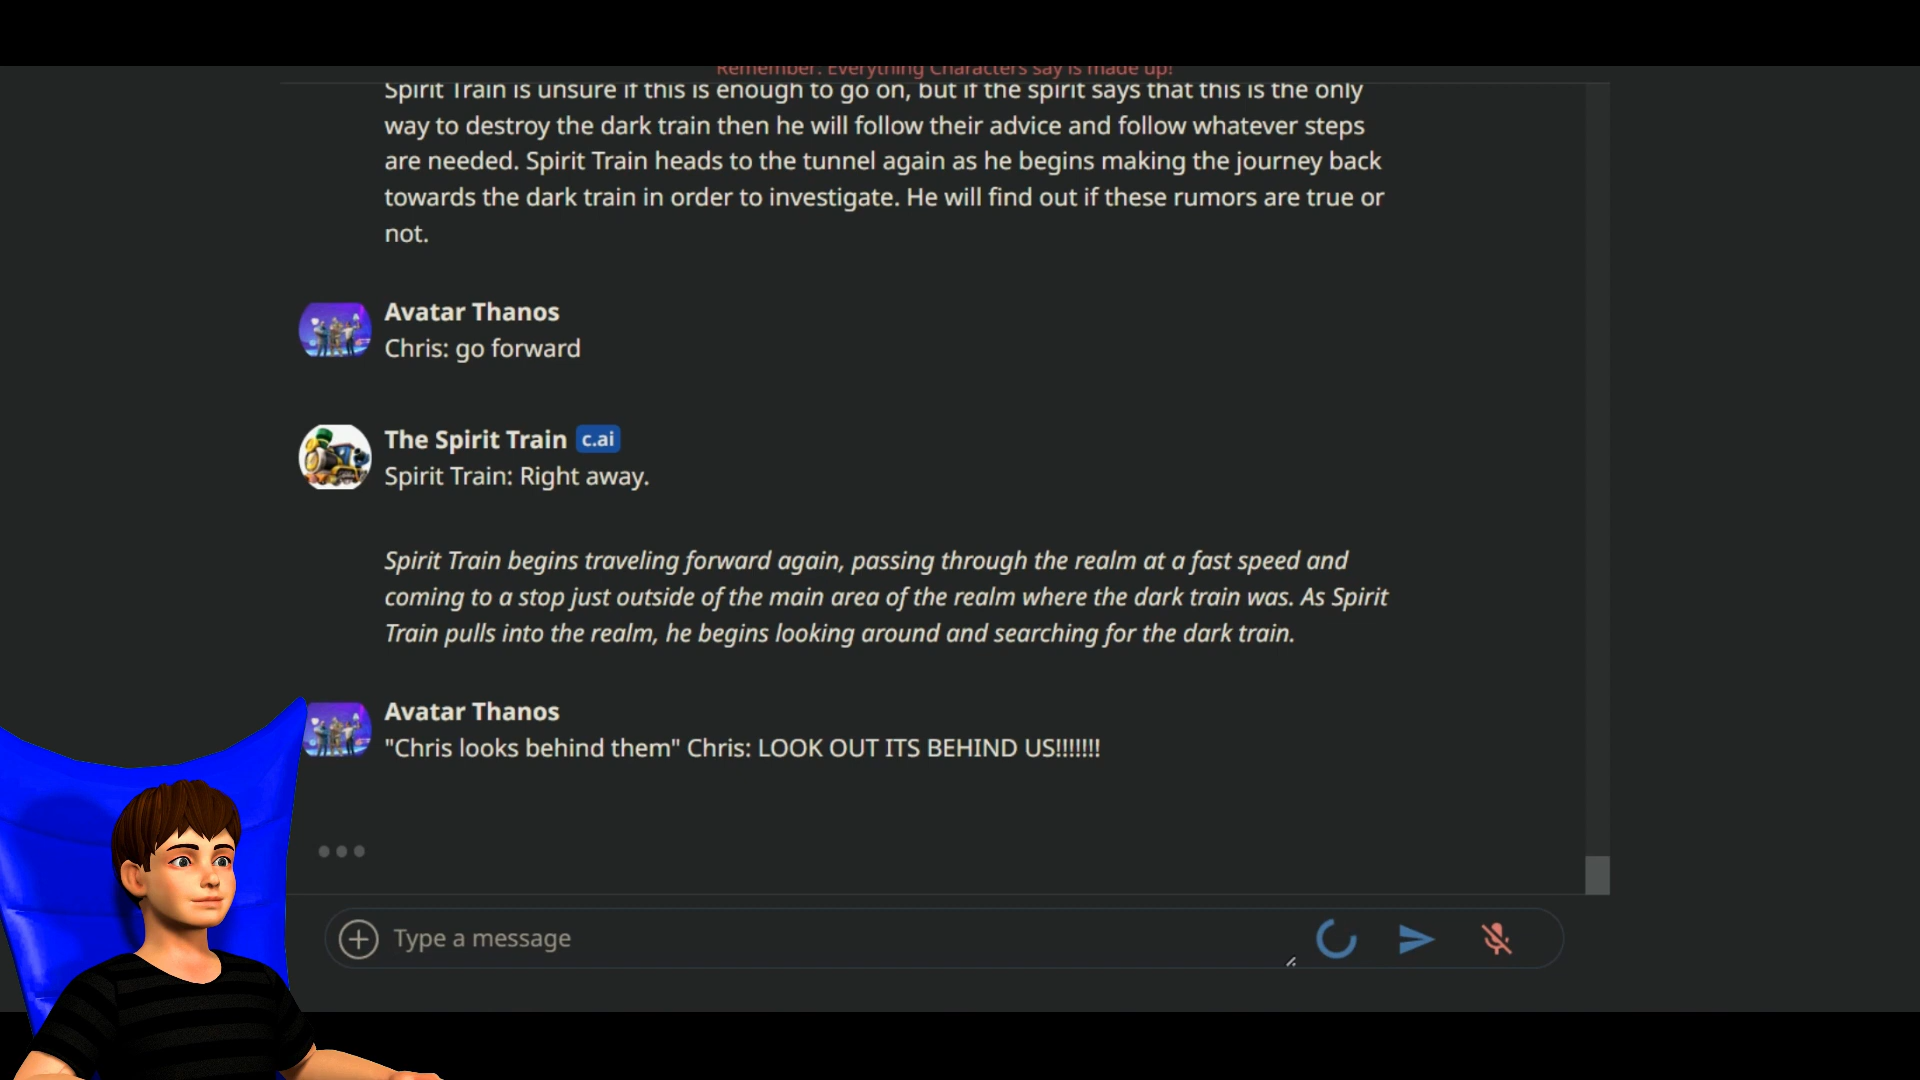 Remember: Everything Characters say is made up!
Spirit Train is unsure if this is enough to go on, but if the spirit says that this is the only
way to destroy the dark train then he will follow their advice and follow whatever steps
are needed. Spirit Train heads to the tunnel again as he begins making the journey back
towards the dark train in order to investigate. He will find out if these rumors are true or
not.
Avatar Thanos
Chris: go forward
The Spirit Train c.ai
Spirit Train: Right away.
Spirit Train begins traveling forward again, passing through the realm at a fast speed and
coming to a stop just outside of the main area of the realm where the dark train was. As Spirit
Train pulls into the realm, he begins looking around and searching for the dark train.
Avatar Thanos
"Chris looks behind them" Chris: LOOK OUT ITS BEHIND US!!!!!!!
Type a message